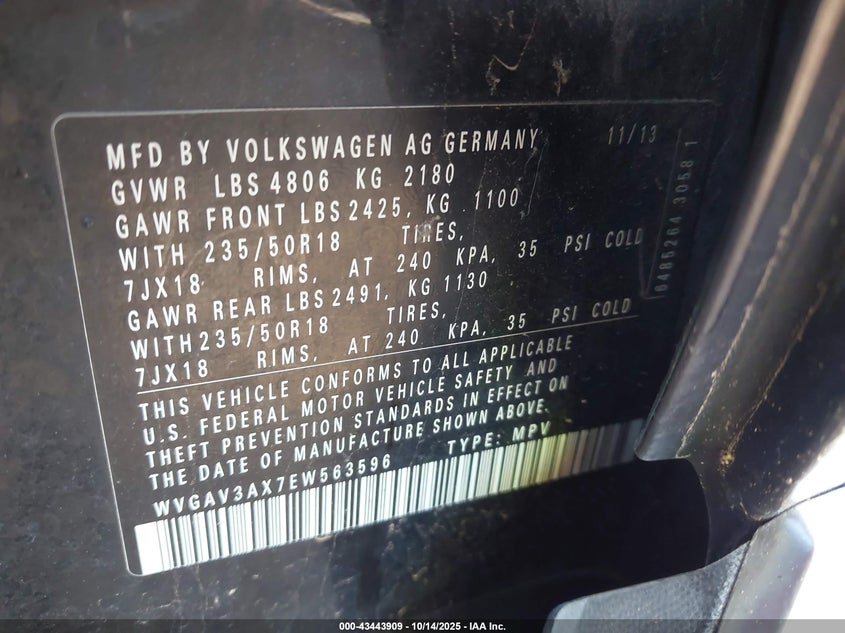 MFD BY VOLKSWAGEN AG GERMANY 11/13
GVWR LBS 4806 KG 2180
GAWR FRONT LBS 2425, KG 1100
WITH 235/50R18 TIRES,
7JX18 RIMS, AT 240 KPA, 35 PSI COLD
GAWR REAR LBS 2491, KG 1130
WITH 235/50R18 TIRES,
7JX18 RIMS, AT 240 KPA, 35 PSI COLD
THIS VEHICLE CONFORMS TO ALL APPLICABLE
U.S. FEDERAL MOTOR VEHICLE SAFETY AND
THEFT PREVENTION STANDARDS IN EFFECT ON
THE DATE OF MANUFACTURE SHOWN ABOVE.
WVGAV3AX7EW563596 TYPE: MPV
30581
000-43443909 - 10/14/2025 - IAA Inc.